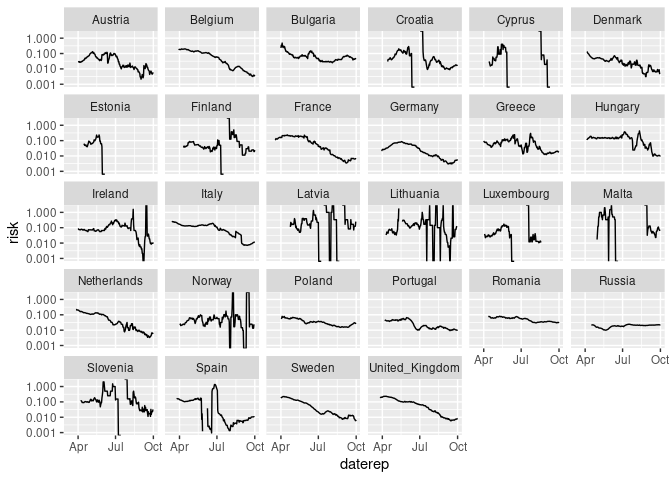 Austria Belgium Bulgaria Croatia Cyprus Denmark
1.000
0.100
0.010
0.001
Estonia Finland France Germany Greece Hungary
1.000
0.100
0.010
0.001
Ireland Italy Latvia Lithuania Luxembourg Malta
1.000
0.100
0.010
0.001
risk
Netherlands Norway Poland Portugal Romania Russia
1.000
0.100
0.010
0.001
Apr Jul Oct Apr Jul Oct
Slovenia Spain Sweden United_Kingdom
1.000
0.100
0.010
0.001
Apr Jul Oct Apr Jul Oct Apr Jul Oct Apr Jul Oct
daterep